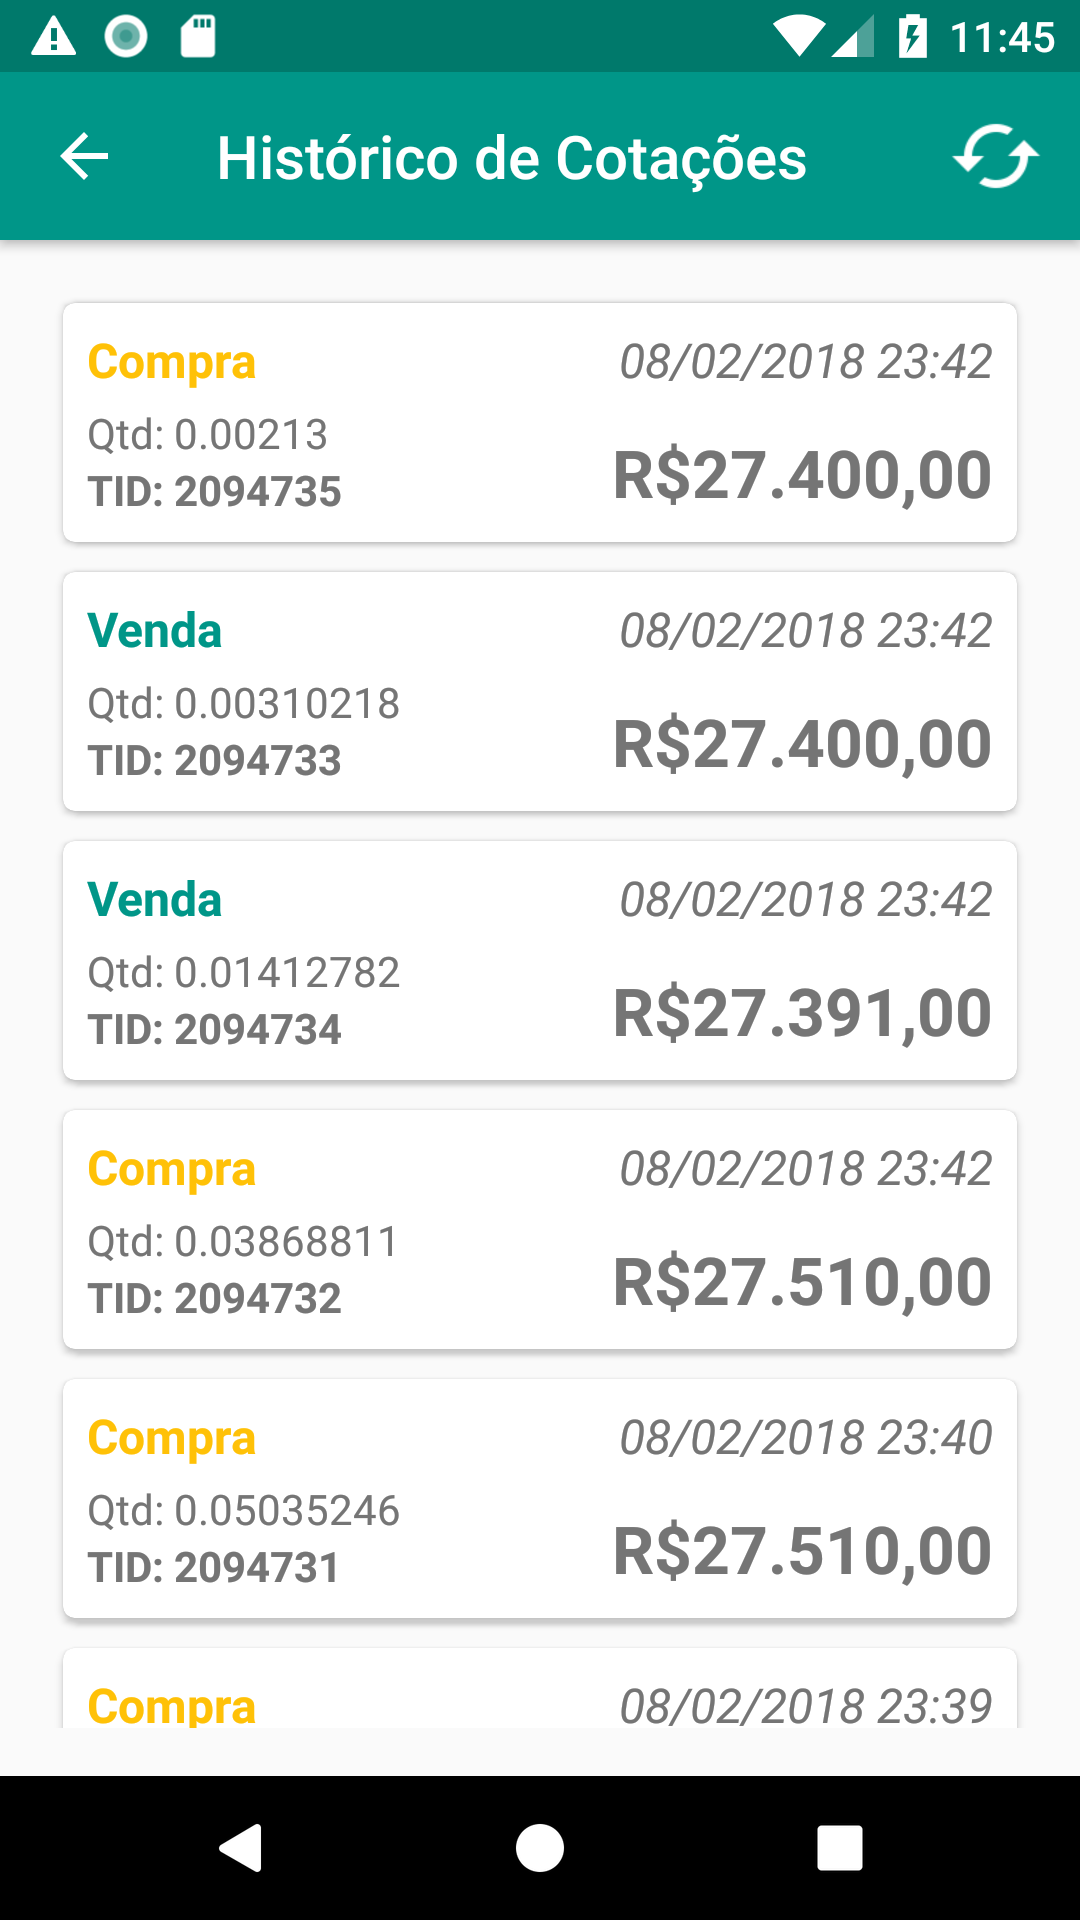 11:45
Histórico de Cotações
Compra 08/02/2018 23:42
Qtd: 0.00213
TID: 2094735 R$27.400,00
Venda 08/02/2018 23:42
Qtd: 0.00310218
TID: 2094733 R$27.400,00
Venda 08/02/2018 23:42
Qtd: 0.01412782
TID: 2094734 R$27.391,00
Compra 08/02/2018 23:42
Qtd: 0.03868811
TID: 2094732 R$27.510,00
Compra 08/02/2018 23:40
Qtd: 0.05035246
TID: 2094731 R$27.510,00
Compra 08/02/2018 23:39